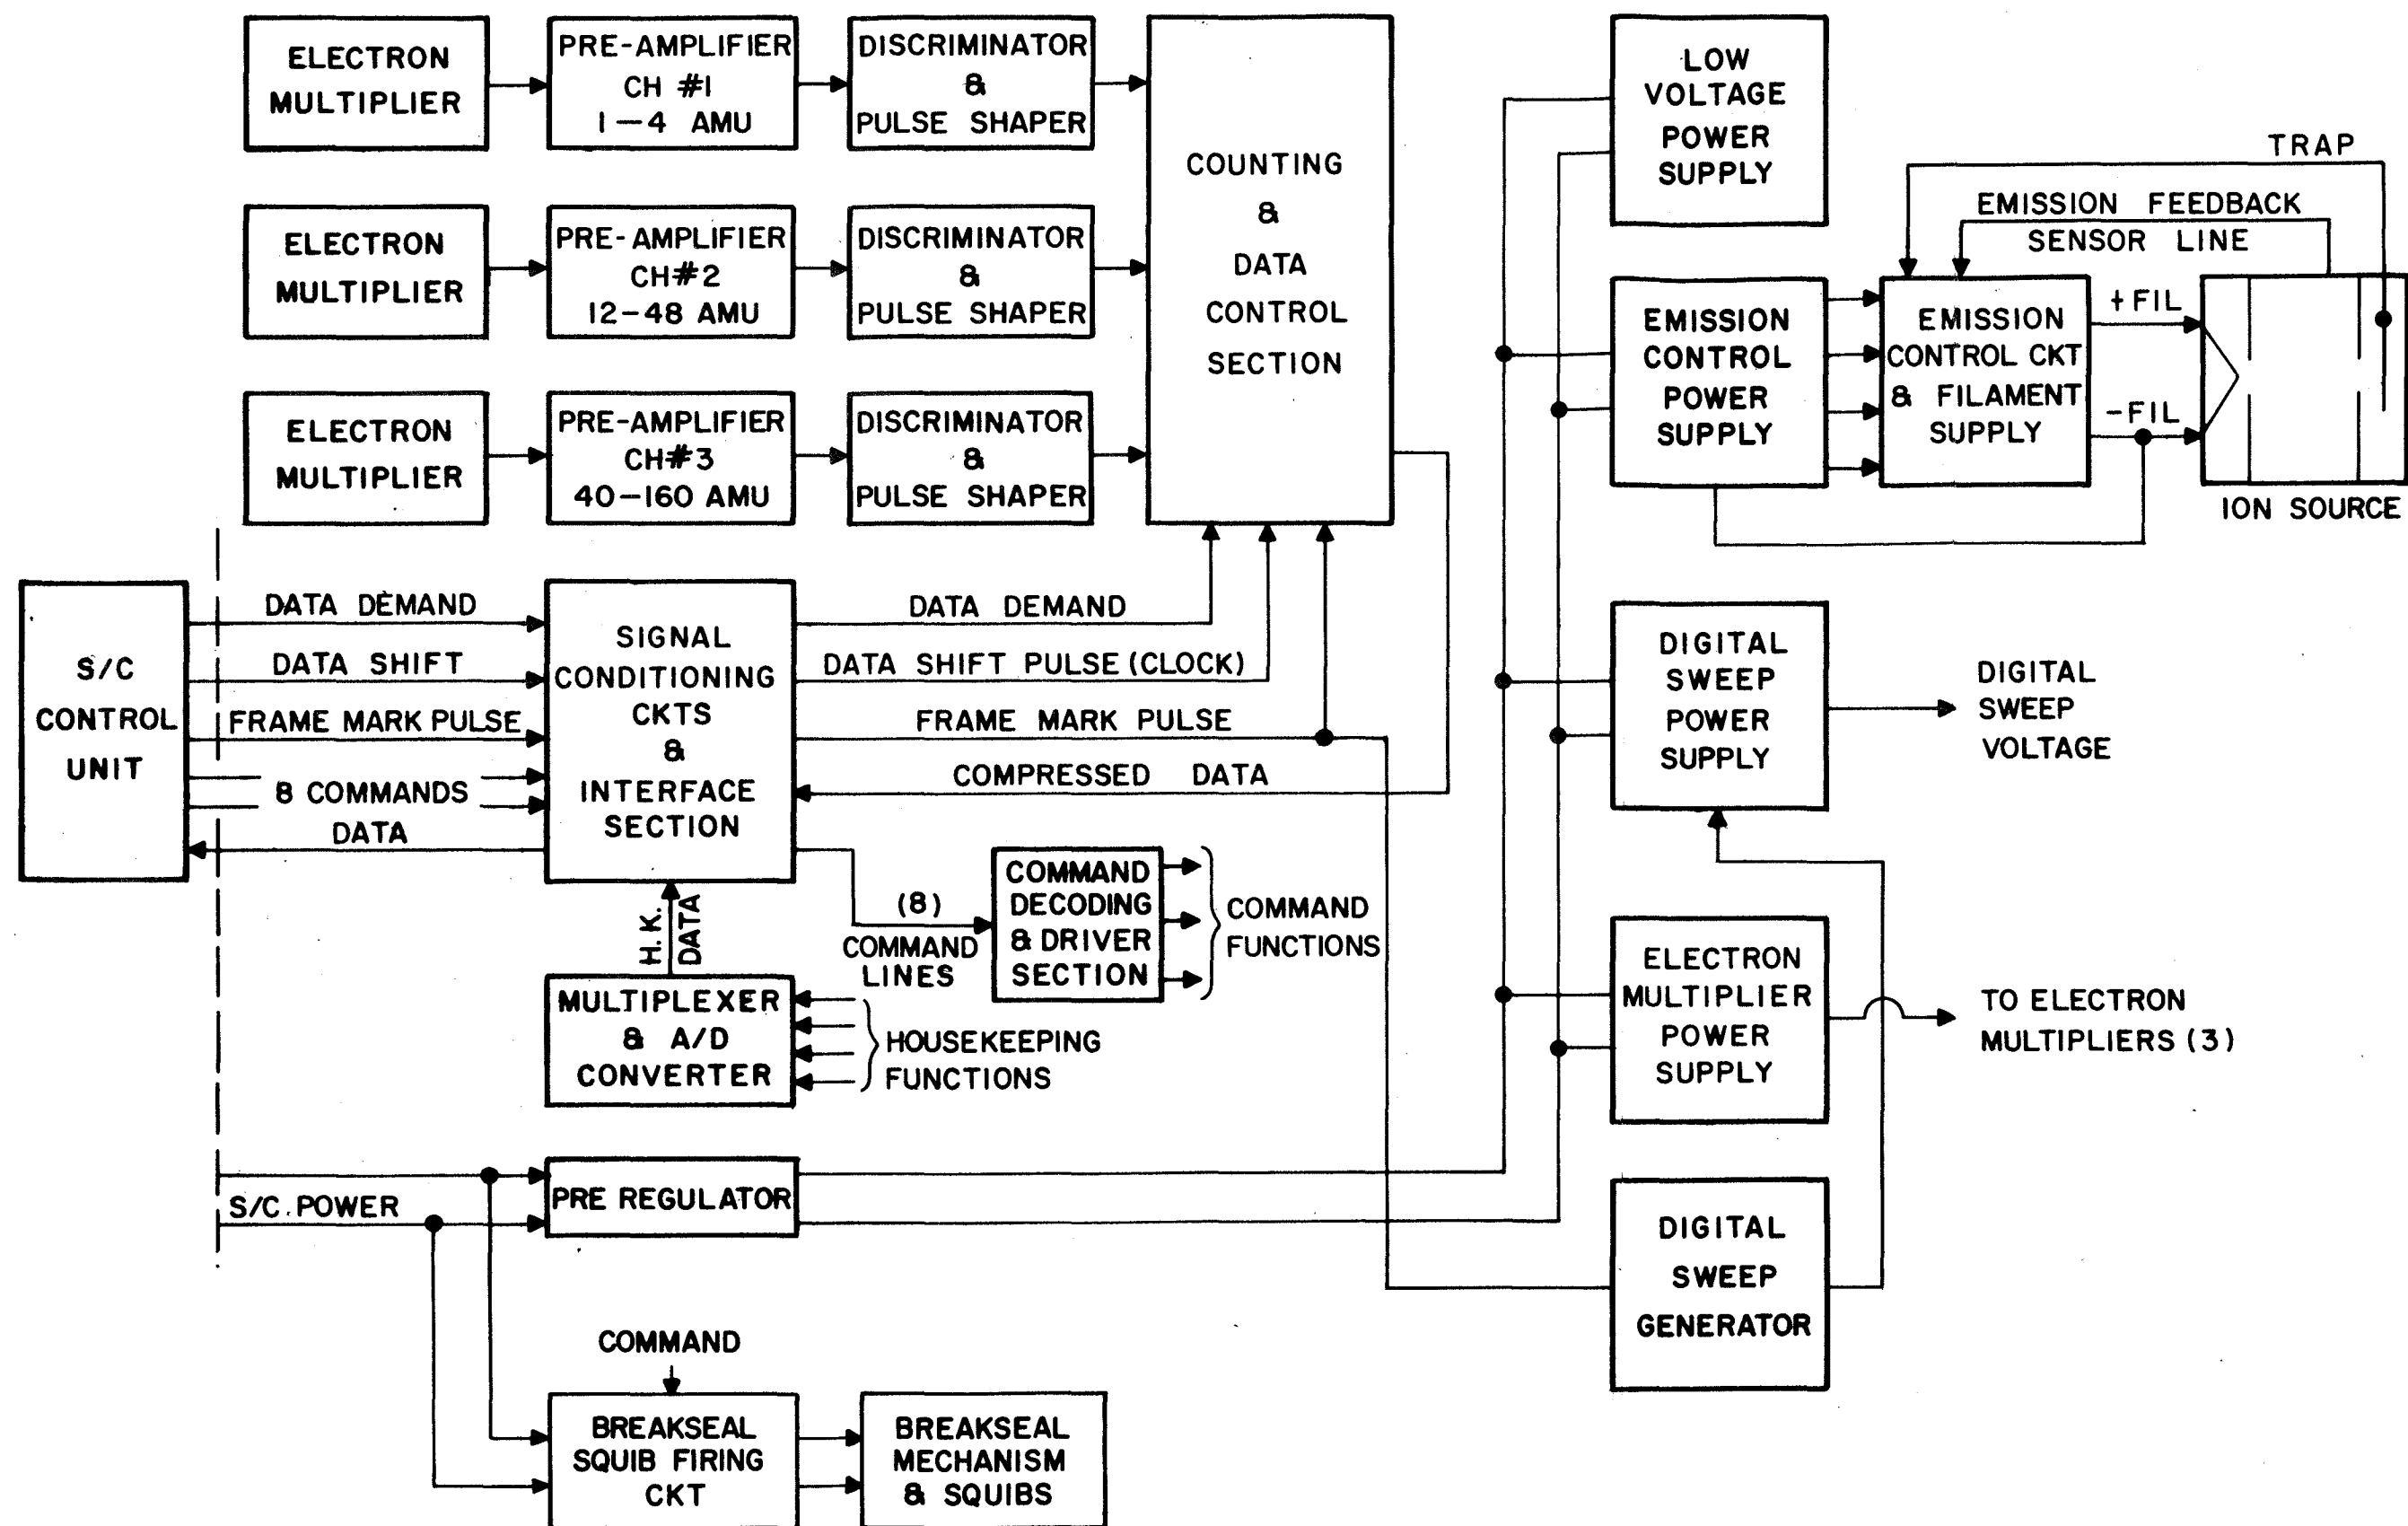 ELECTRON
MULTIPLIER
PRE-AMPLIFIER
CH #1
1—4 AMU
DISCRIMINATOR
&
PULSE SHAPER
ELECTRON
MULTIPLIER
PRE-AMPLIFIER
CH#2
12—48 AMU
DISCRIMINATOR
&
PULSE SHAPER
ELECTRON
MULTIPLIER
PRE-AMPLIFIER
CH#3
40—160 AMU
DISCRIMINATOR
&
PULSE SHAPER
COUNTING
&
DATA
CONTROL
SECTION
S/C
CONTROL
UNIT
DATA DEMAND
DATA SHIFT
FRAME MARK PULSE
8 COMMANDS
DATA
SIGNAL
CONDITIONING
CKTS
&
INTERFACE
SECTION
DATA DEMAND
DATA SHIFT PULSE (CLOCK)
FRAME MARK PULSE
COMPRESSED DATA
(8)
COMMAND
LINES
COMMAND
DECODING
& DRIVER
SECTION
COMMAND
FUNCTIONS
H.K.
DATA
MULTIPLEXER
& A/D
CONVERTER
HOUSEKEEPING
FUNCTIONS
S/C POWER
PRE REGULATOR
COMMAND
BREAKSEAL
SQUIB FIRING
CKT
BREAKSEAL
MECHANISM
& SQUIBS
LOW
VOLTAGE
POWER
SUPPLY
TRAP
EMISSION FEEDBACK
SENSOR LINE
EMISSION
CONTROL
POWER
SUPPLY
EMISSION
CONTROL CKT
& FILAMENT
SUPPLY
+FIL
—FIL
ION SOURCE
DIGITAL
SWEEP
POWER
SUPPLY
DIGITAL
SWEEP
VOLTAGE
ELECTRON
MULTIPLIER
POWER
SUPPLY
TO ELECTRON
MULTIPLIERS (3)
DIGITAL
SWEEP
GENERATOR